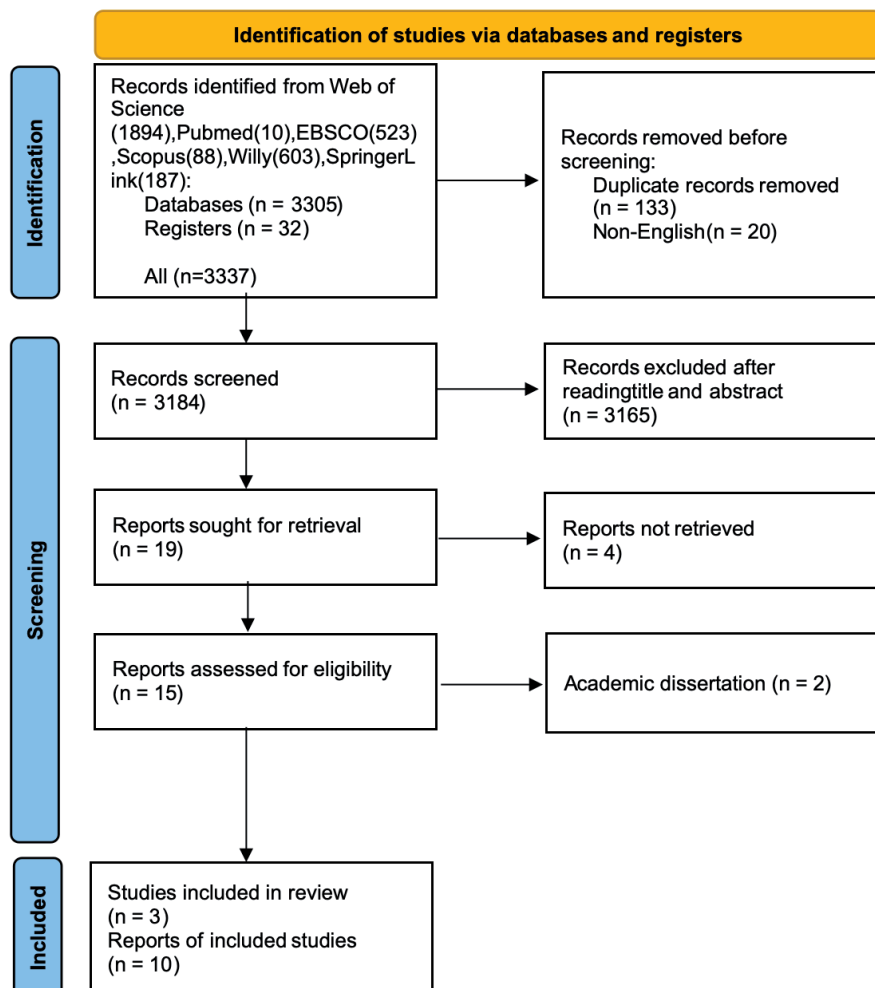 Identification of studies via databases and registers
Identification
Records identified from Web of
Science
(1894),Pubmed(10),EBSCO(523)
,Scopus(88),Willy(603),SpringerL
ink(187):
Databases (n = 3305)
Registers (n = 32)
All (n=3337)
Records removed before
screening:
Duplicate records removed
(n = 133)
Non-English(n = 20)
Screening
Records screened
(n = 3184)
Records excluded after
readingtitle and abstract
(n = 3165)
Reports sought for retrieval
(n = 19)
Reports not retrieved
(n = 4)
Reports assessed for eligibility
(n = 15)
Academic dissertation (n = 2)
Included
Studies included in review
(n = 3)
Reports of included studies
(n = 10)